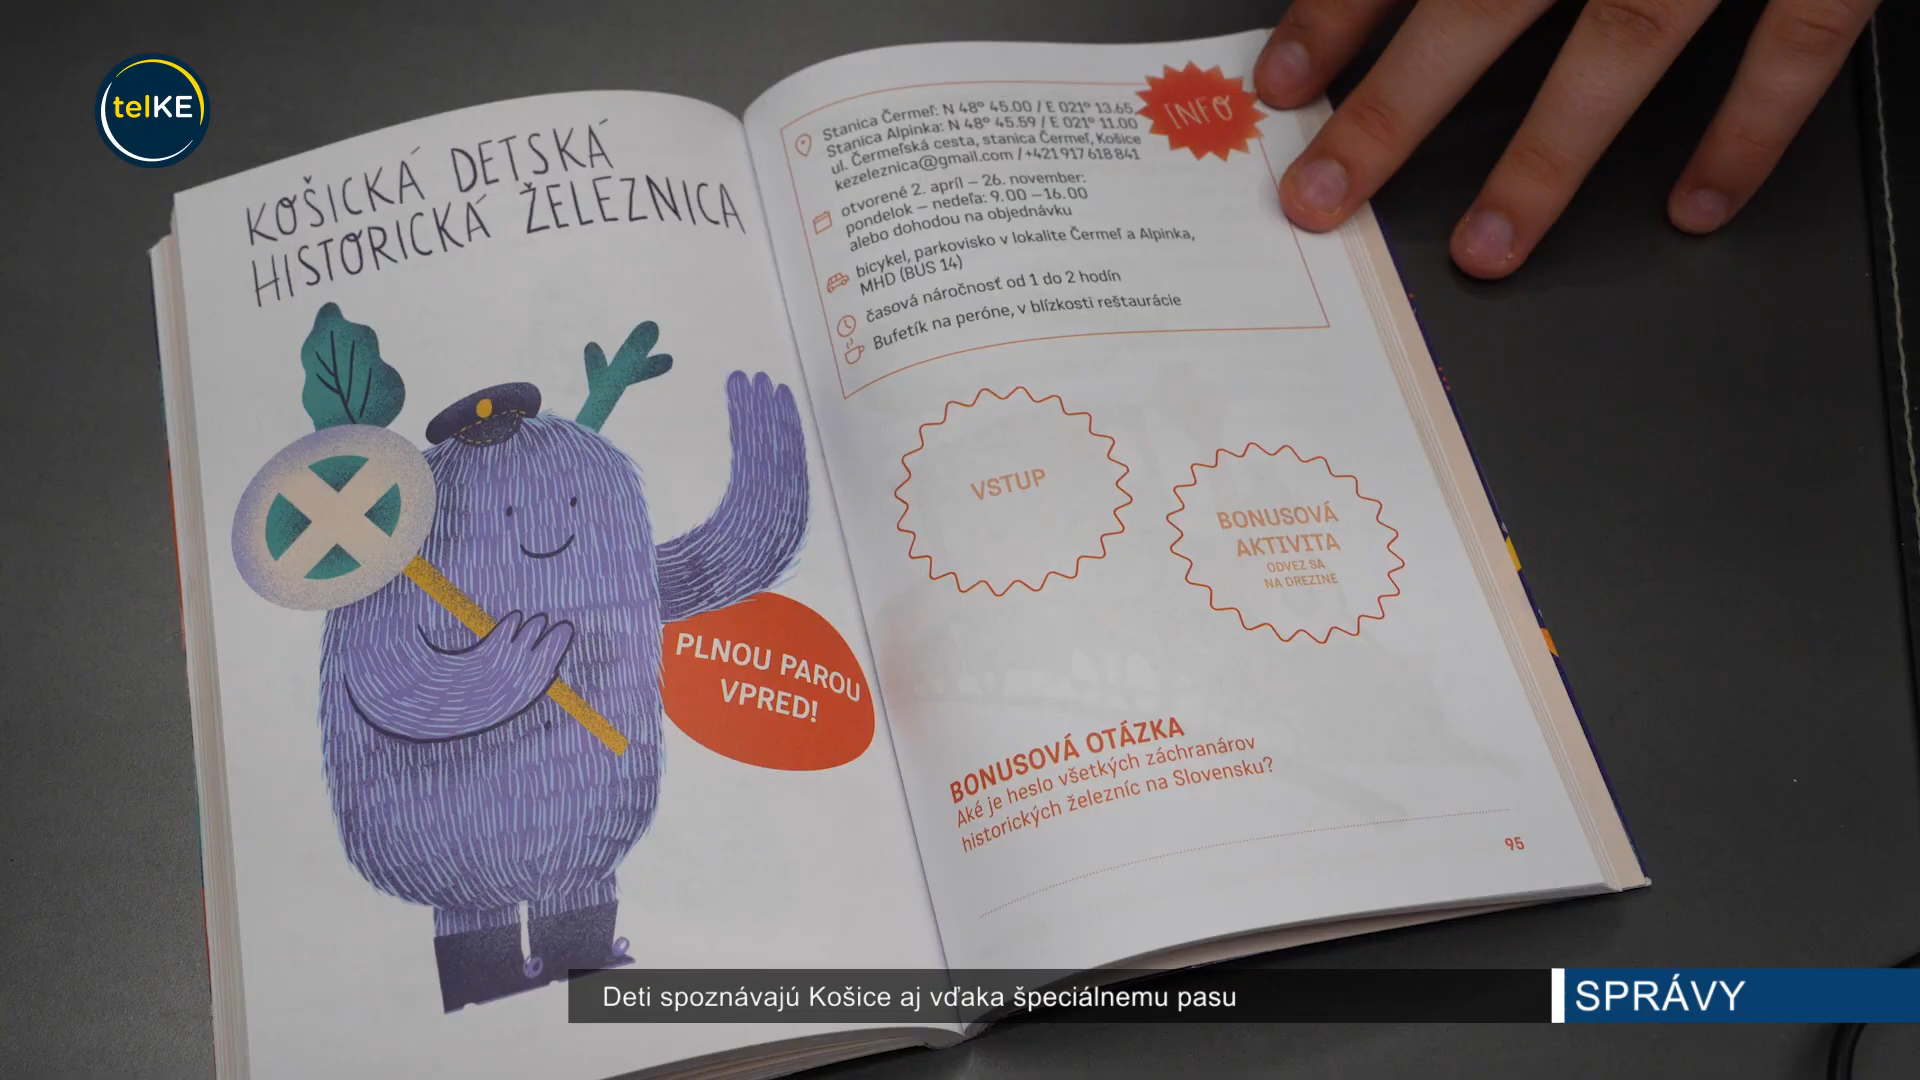 telKE
KOŠICKÁ DETSKÁ
HISTORICKÁ ŽELEZNICA
PLNOU PAROU
VPRED!
INFO
Stanica Čermeľ: N 48° 45.00 / E 021° 13.65,
Stanica Alpinka: N 48° 45.59 / E 021° 11.00
ul. Čermeľská cesta, stanica Čermeľ, Košice
kezeleznica@gmail.com / +421 917 618 841
otvorené 2. apríl – 26. november:
pondelok – nedeľa: 9.00 – 16.00
alebo dohodou na objednávku
bicykel, parkovisko v lokalite Čermeľ a Alpinka,
MHD (BUS 14)
časová náročnosť od 1 do 2 hodín
Bufetík na peróne, v blízkosti reštaurácie
VSTUP
BONUSOVÁ
AKTIVITA
ODVEZ SA
NA DREZINE
BONUSOVÁ OTÁZKA
Aké je heslo všetkých záchranárov
historických železníc na Slovensku?
95
Deti spoznávajú Košice aj vďaka špeciálnemu pasu
SPRÁVY